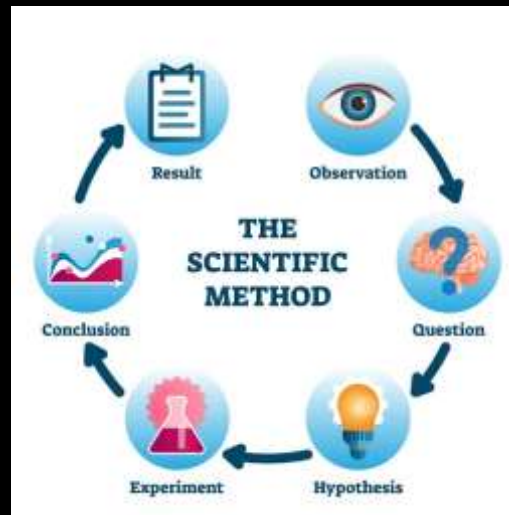 Result
Observation
THE
SCIENTIFIC
METHOD
Conclusion
Question
Experiment
Hypothesis